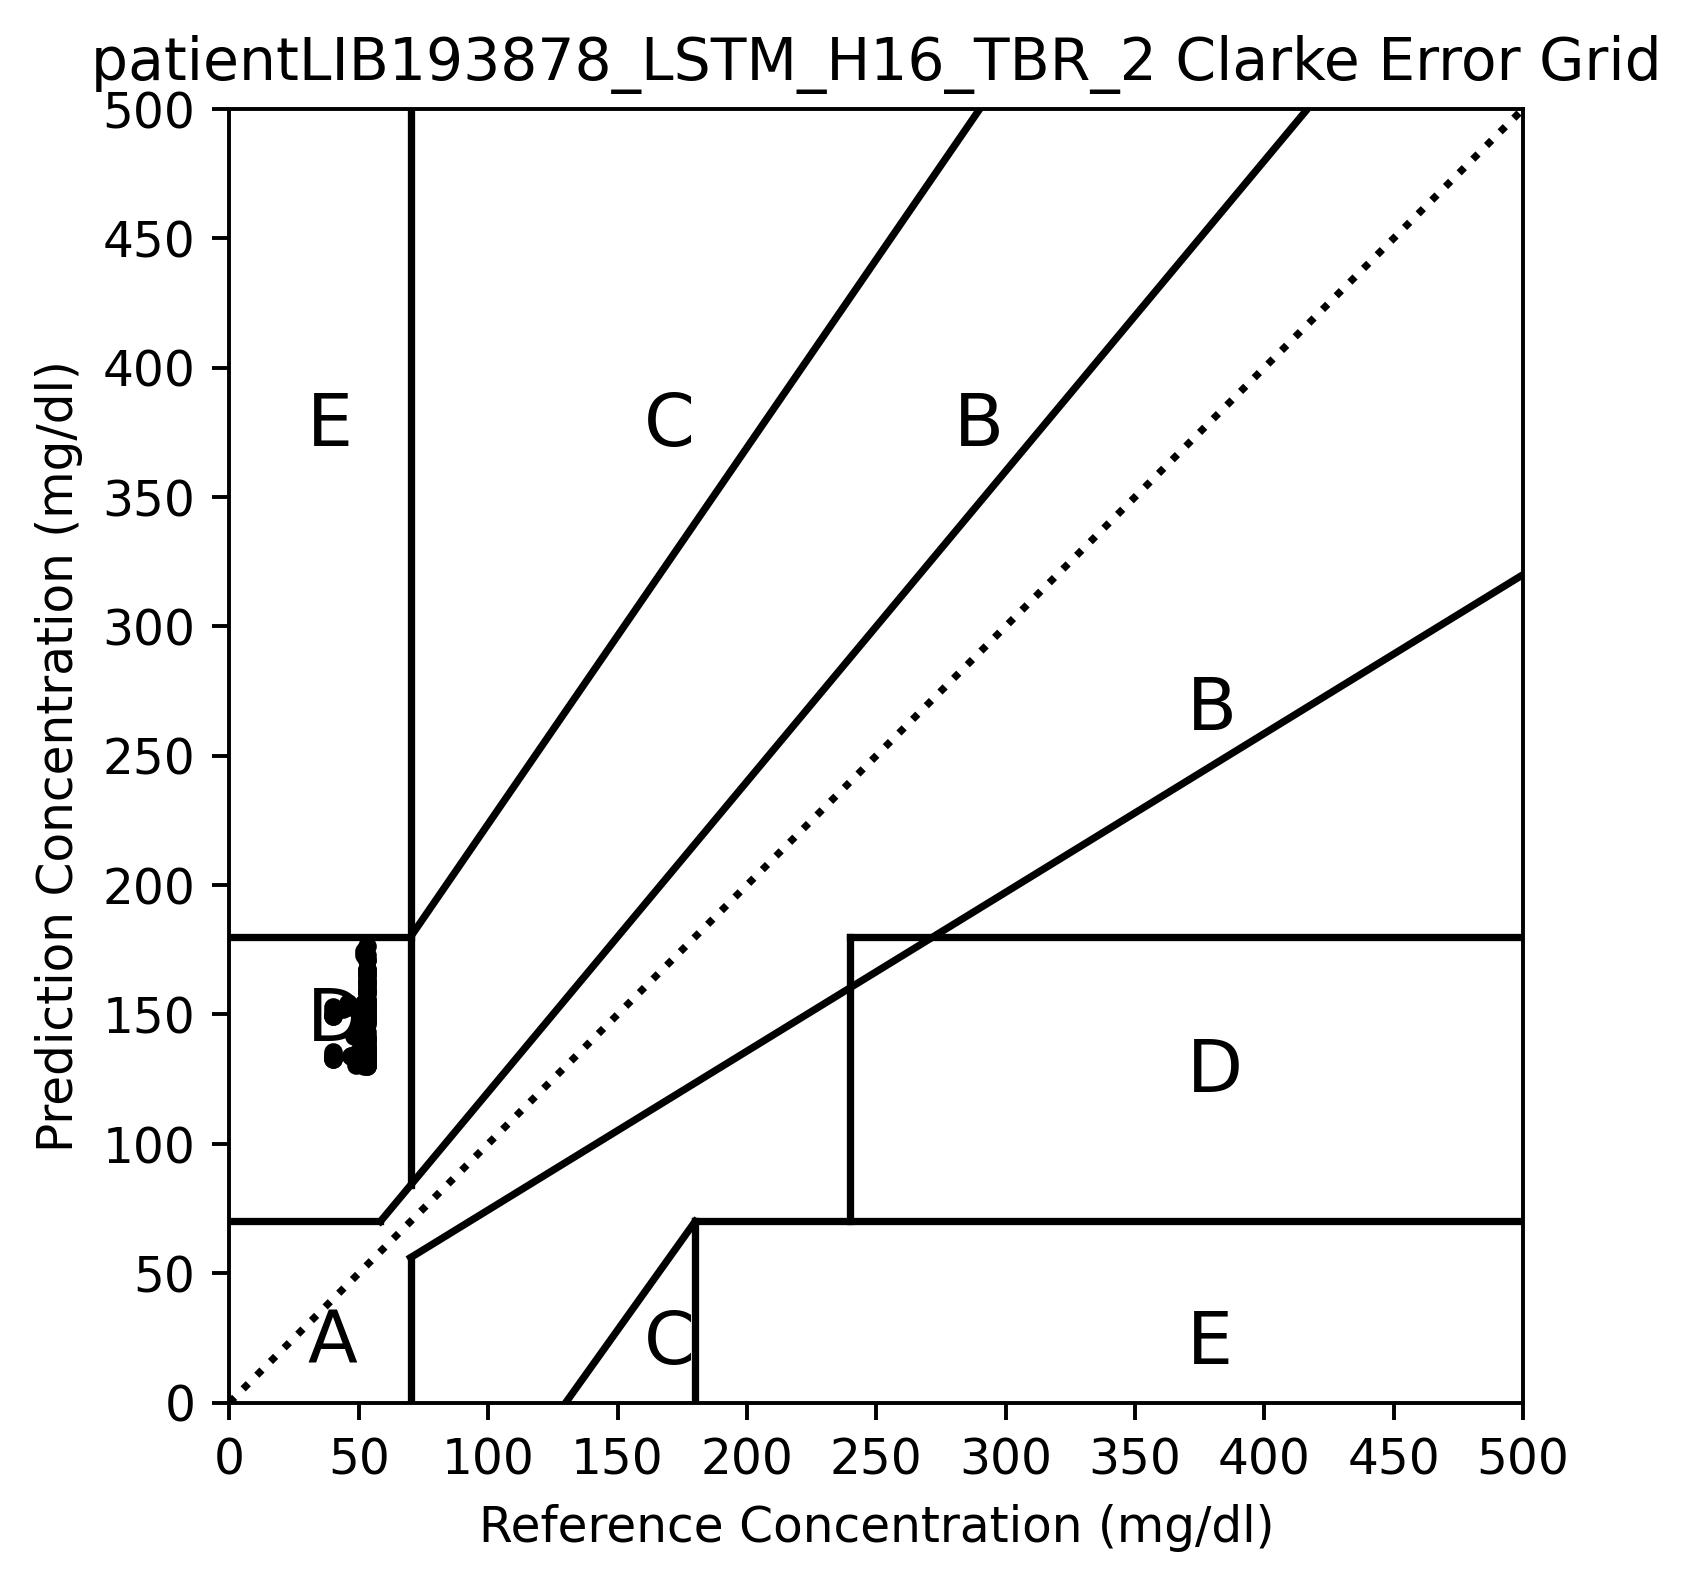 patientLIB193878_LSTM_H16_TBR_2 Clarke Error Grid
500
450
400
350
300
250
200
150
100
50
0
Prediction Concentration (mg/dl)
E C B
B
D D
A C E
0 50 100 150 200 250 300 350 400 450 500
Reference Concentration (mg/dl)